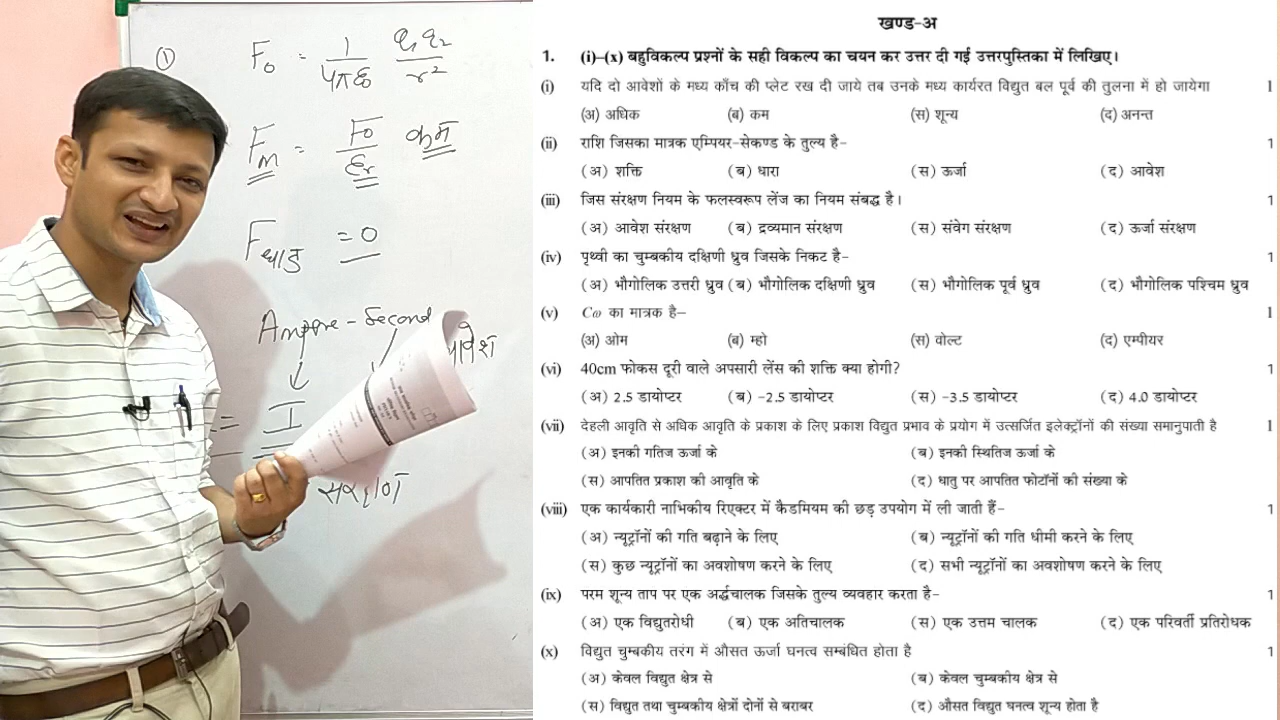 ① F₀ = 1/4πε₀ q₁q₂/r²
Fm = F₀/εr कम
Fधातु = 0
Ampere - Second
= I
संरक्षण
खण्ड-अ
1. (i)–(x) बहुविकल्प प्रश्नों के सही विकल्प का चयन कर उत्तर दी गई उत्तरपुस्तिका में लिखिए।
(i) यदि दो आवेशों के मध्य काँच की प्लेट रख दी जाये तब उनके मध्य कार्यरत विद्युत बल पूर्व की तुलना में हो जायेगा 1
(अ) अधिक (ब) कम (स) शून्य (द) अनन्त
(ii) राशि जिसका मात्रक एम्पियर-सेकण्ड के तुल्य है- 1
(अ) शक्ति (ब) धारा (स) ऊर्जा (द) आवेश
(iii) जिस संरक्षण नियम के फलस्वरूप लेंज का नियम संबद्ध है। 1
(अ) आवेश संरक्षण (ब) द्रव्यमान संरक्षण (स) संवेग संरक्षण (द) ऊर्जा संरक्षण
(iv) पृथ्वी का चुम्बकीय दक्षिणी ध्रुव जिसके निकट है- 1
(अ) भौगोलिक उत्तरी ध्रुव (ब) भौगोलिक दक्षिणी ध्रुव (स) भौगोलिक पूर्व ध्रुव (द) भौगोलिक पश्चिम ध्रुव
(v) Cω का मात्रक है– 1
(अ) ओम (ब) म्हो (स) वोल्ट (द) एम्पीयर
(vi) 40cm फोकस दूरी वाले अपसारी लेंस की शक्ति क्या होगी? 1
(अ) 2.5 डायोप्टर (ब) -2.5 डायोप्टर (स) -3.5 डायोप्टर (द) 4.0 डायोप्टर
(vii) देहली आवृति से अधिक आवृति के प्रकाश के लिए प्रकाश विद्युत प्रभाव के प्रयोग में उत्सर्जित इलेक्ट्रॉनों की संख्या समानुपाती है 1
(अ) इनकी गतिज ऊर्जा के (ब) इनकी स्थितिज ऊर्जा के
(स) आपतित प्रकाश की आवृति के (द) धातु पर आपतित फोटॉनों की संख्या के
(viii) एक कार्यकारी नाभिकीय रिएक्टर में कैडमियम की छड़ उपयोग में ली जाती हैं- 1
(अ) न्यूट्रॉनों की गति बढ़ाने के लिए (ब) न्यूट्रॉनों की गति धीमी करने के लिए
(स) कुछ न्यूट्रॉनों का अवशोषण करने के लिए (द) सभी न्यूट्रॉनों का अवशोषण करने के लिए
(ix) परम शून्य ताप पर एक अर्द्धचालक जिसके तुल्य व्यवहार करता है- 1
(अ) एक विद्युतरोधी (ब) एक अतिचालक (स) एक उत्तम चालक (द) एक परिवर्ती प्रतिरोधक
(x) विद्युत चुम्बकीय तरंग में औसत ऊर्जा घनत्व सम्बंधित होता है 1
(अ) केवल विद्युत क्षेत्र से (ब) केवल चुम्बकीय क्षेत्र से
(स) विद्युत तथा चुम्बकीय क्षेत्रों दोनों से बराबर (द) औसत विद्युत घनत्व शून्य होता है